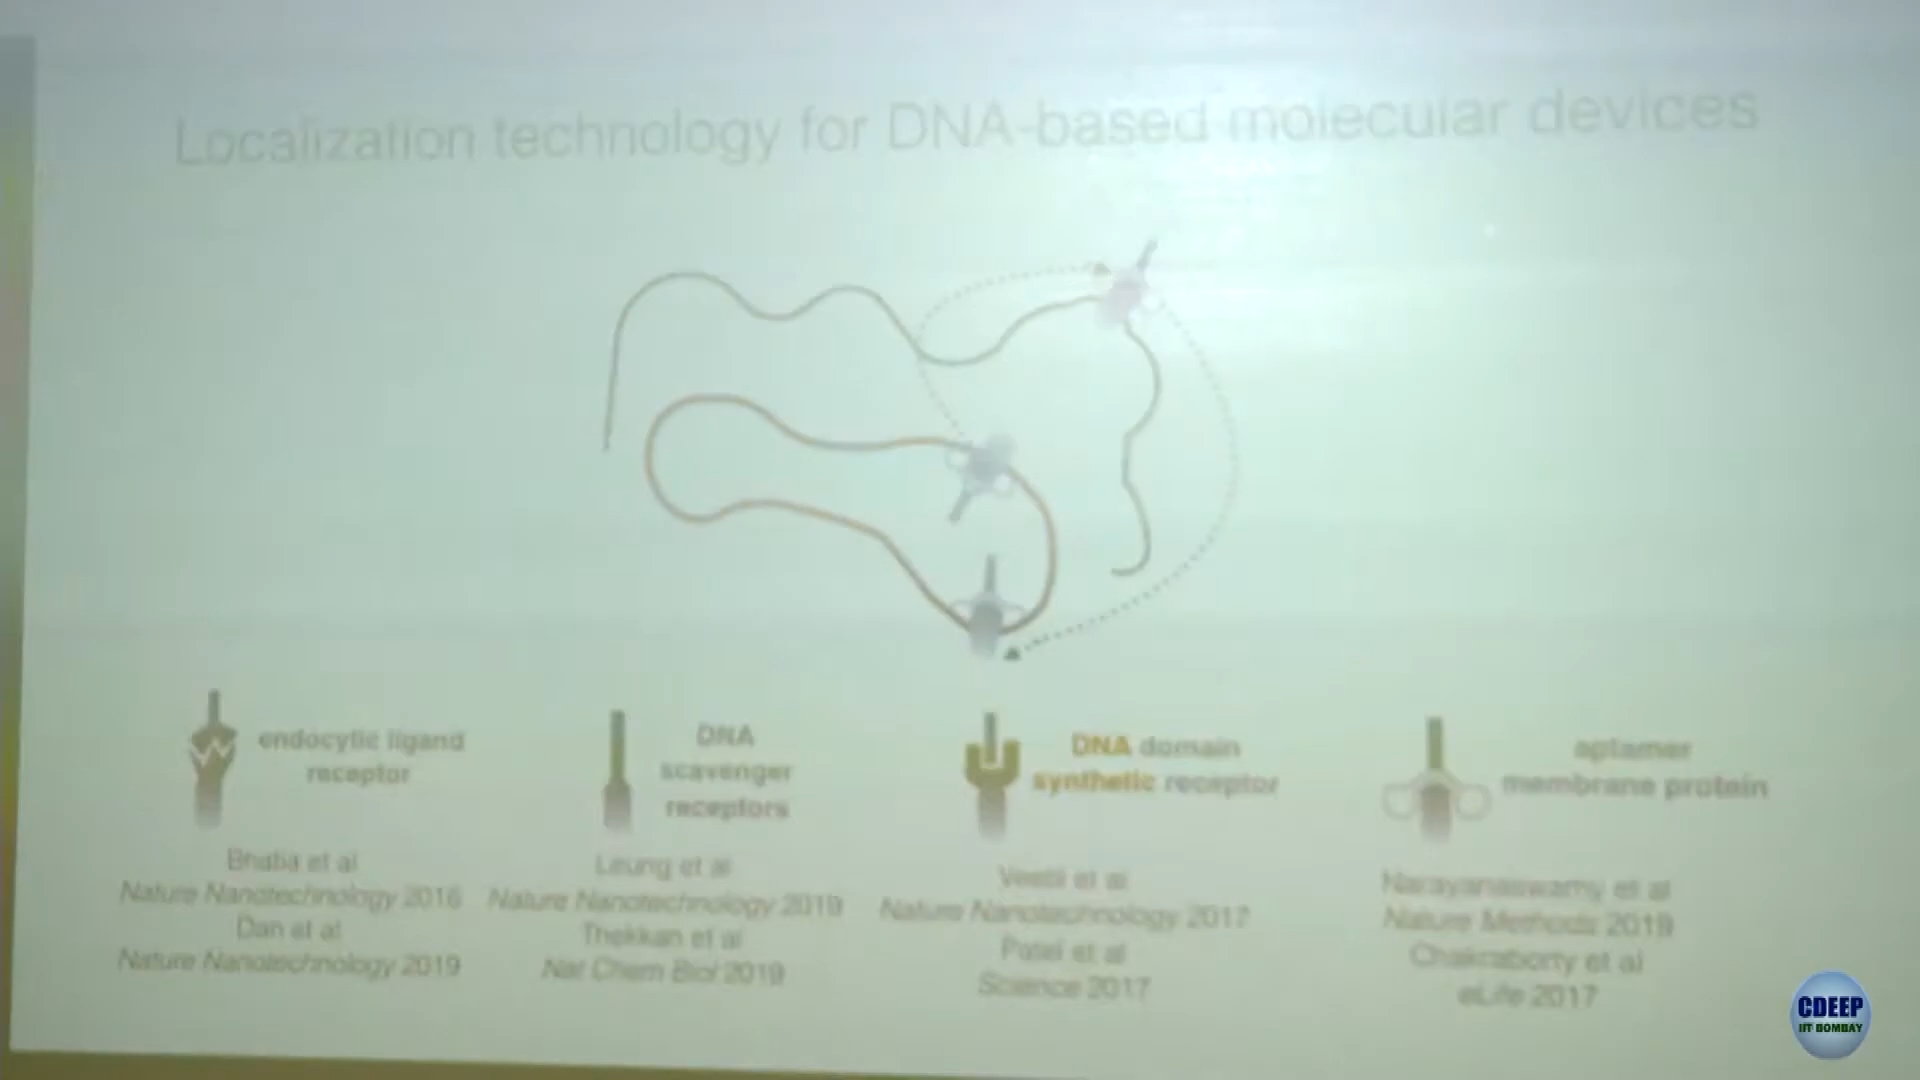 Localization technology for DNA-based molecular devices
endocytic ligand
receptor
Bhatia et al
Nature Nanotechnology 2016
Dan et al
Nature Nanotechnology 2019
DNA
scavenger
receptors
Leung et al
Nature Nanotechnology 2019
Thekkan et al
Nat Chem Biol 2019
DNA domain
synthetic receptor
Veetil et al
Nature Nanotechnology 2017
Patel et al
Science 2017
aptamer
membrane protein
Narayanaswamy et al
Nature Methods 2019
Chakraborty et al
eLife 2017
CDEEP
IIT BOMBAY